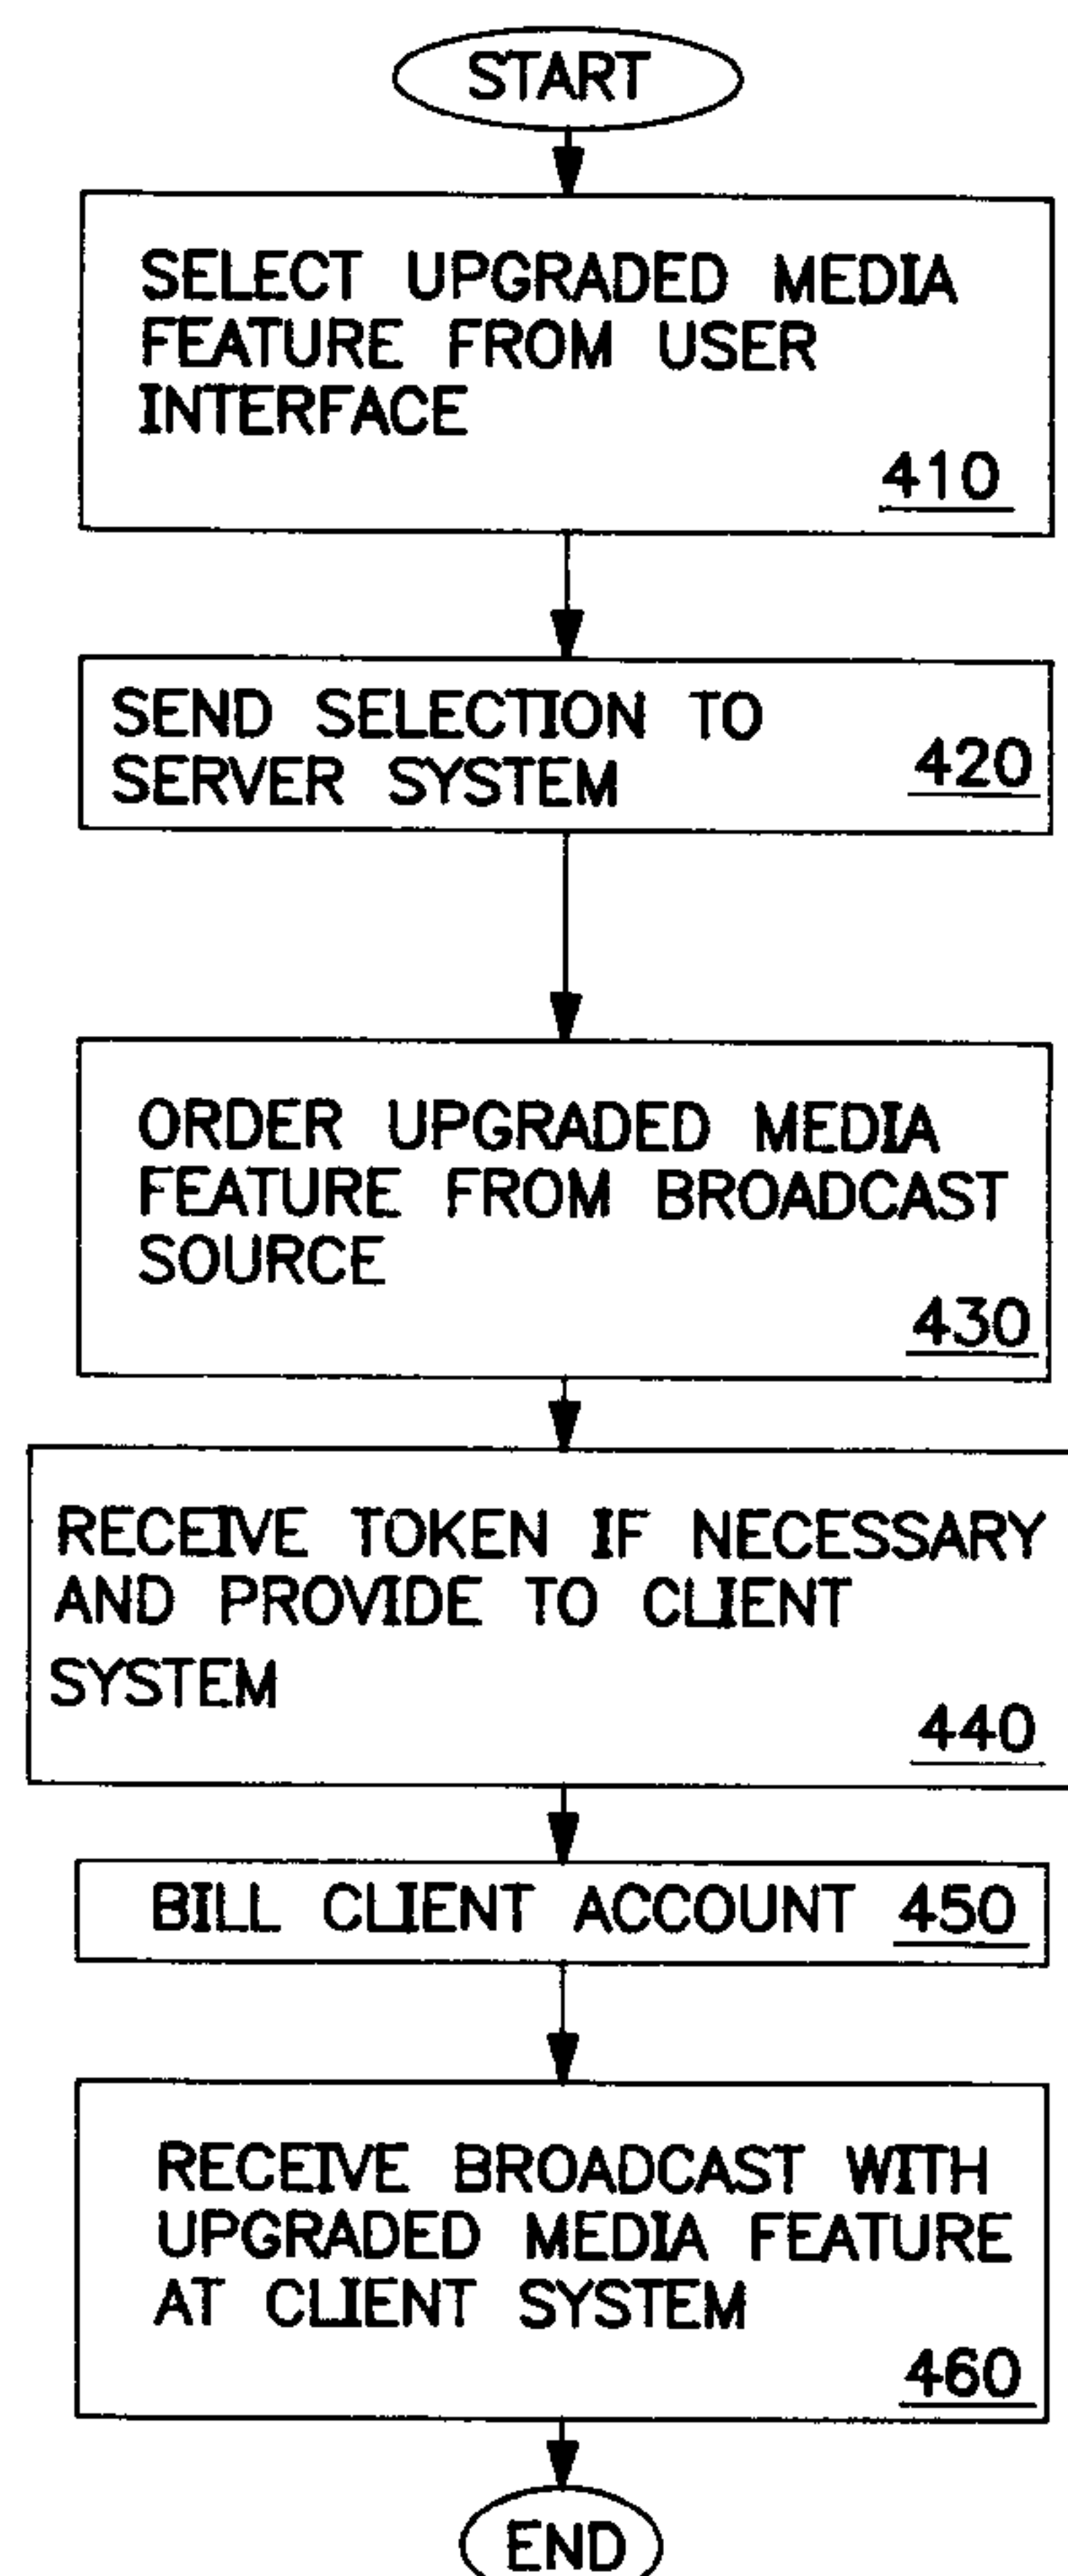 START
SELECT UPGRADED MEDIA
FEATURE FROM USER
INTERFACE
410
SEND SELECTION TO
SERVER SYSTEM
420
ORDER UPGRADED MEDIA
FEATURE FROM BROADCAST
SOURCE
430
RECEIVE TOKEN IF NECESSARY
AND PROVIDE TO CLIENT
SYSTEM
440
BILL CLIENT ACCOUNT 450
RECEIVE BROADCAST WITH
UPGRADED MEDIA FEATURE
AT CLIENT SYSTEM
460
END